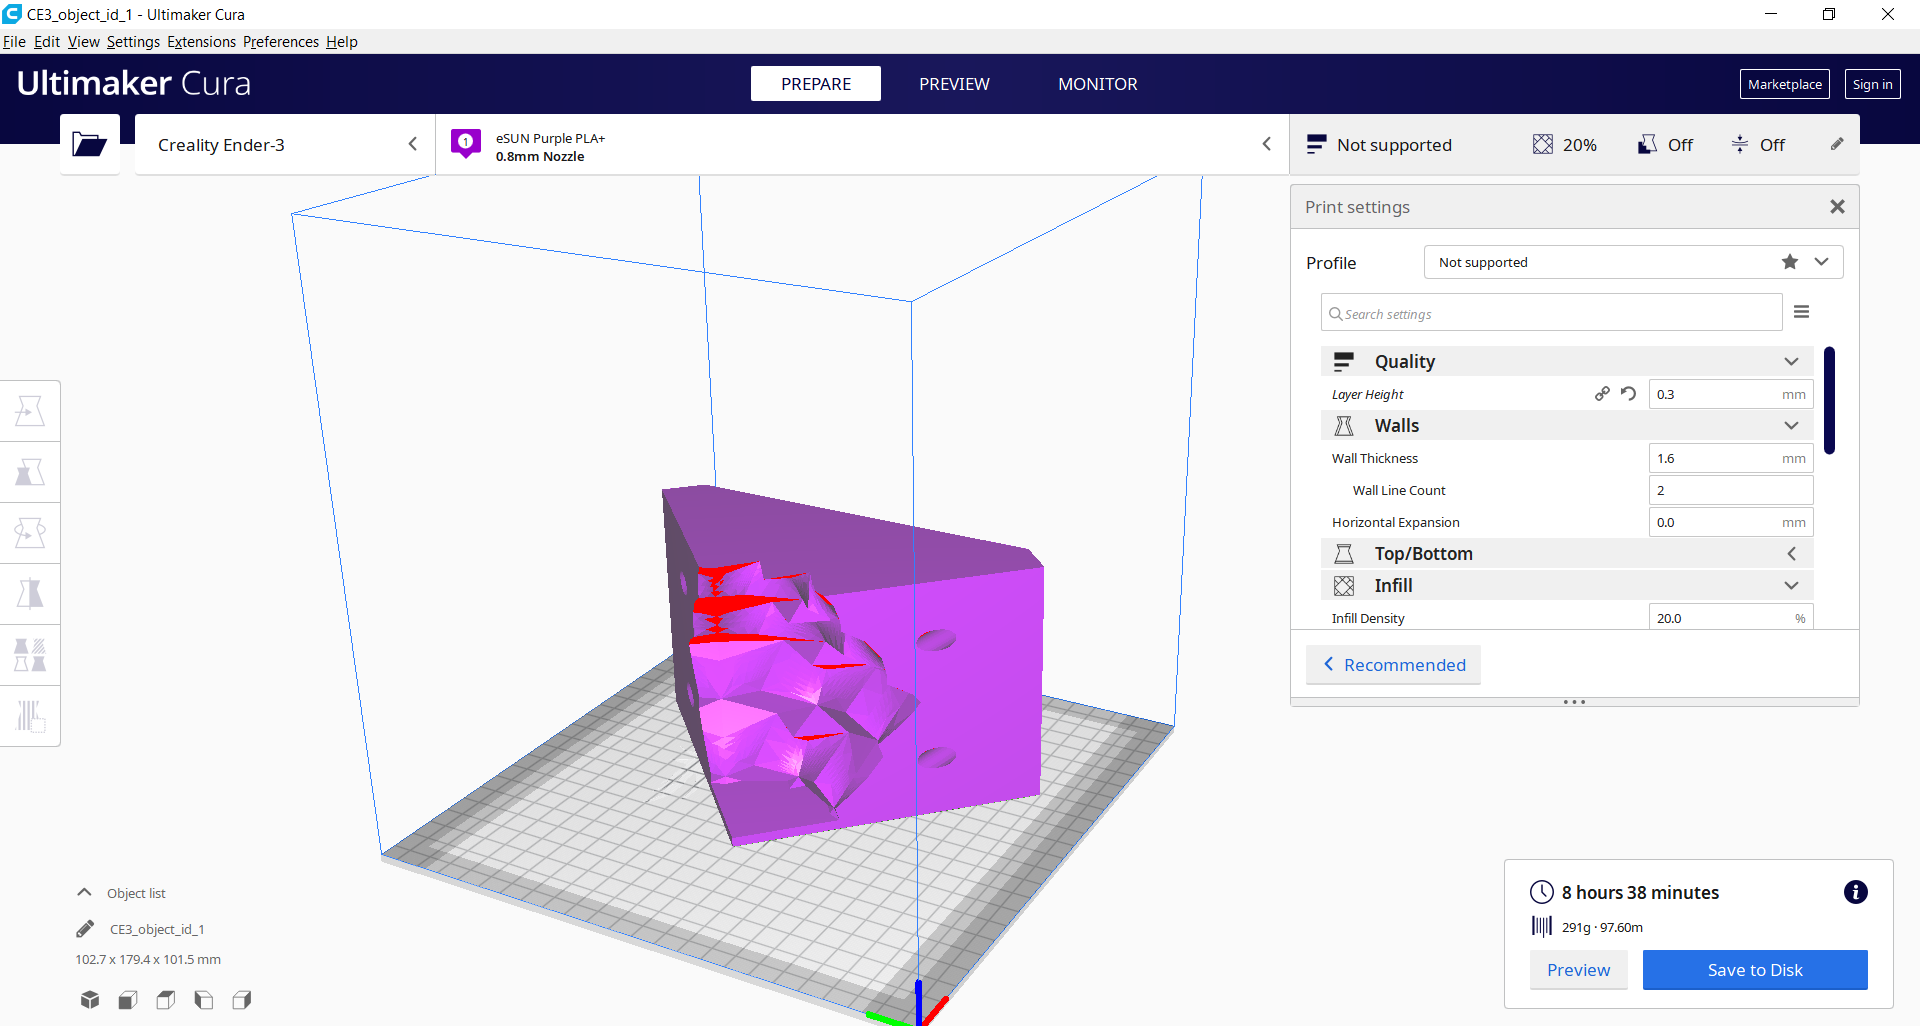 CE3_object_id_1 - Ultimaker Cura
File Edit View Settings Extensions Preferences Help
Ultimaker Cura
PREPARE PREVIEW MONITOR
Marketplace Sign in
Creality Ender-3
1
eSUN Purple PLA+
0.8mm Nozzle
Not supported 20% Off Off
Print settings
Profile Not supported
Search settings
Quality
Layer Height 0.3 mm
Walls
Wall Thickness 1.6 mm
Wall Line Count 2
Horizontal Expansion 0.0 mm
Top/Bottom
Infill
Infill Density 20.0 %
Recommended
Object list
CE3_object_id_1
102.7 x 179.4 x 101.5 mm
8 hours 38 minutes
291g · 97.60m
Preview Save to Disk